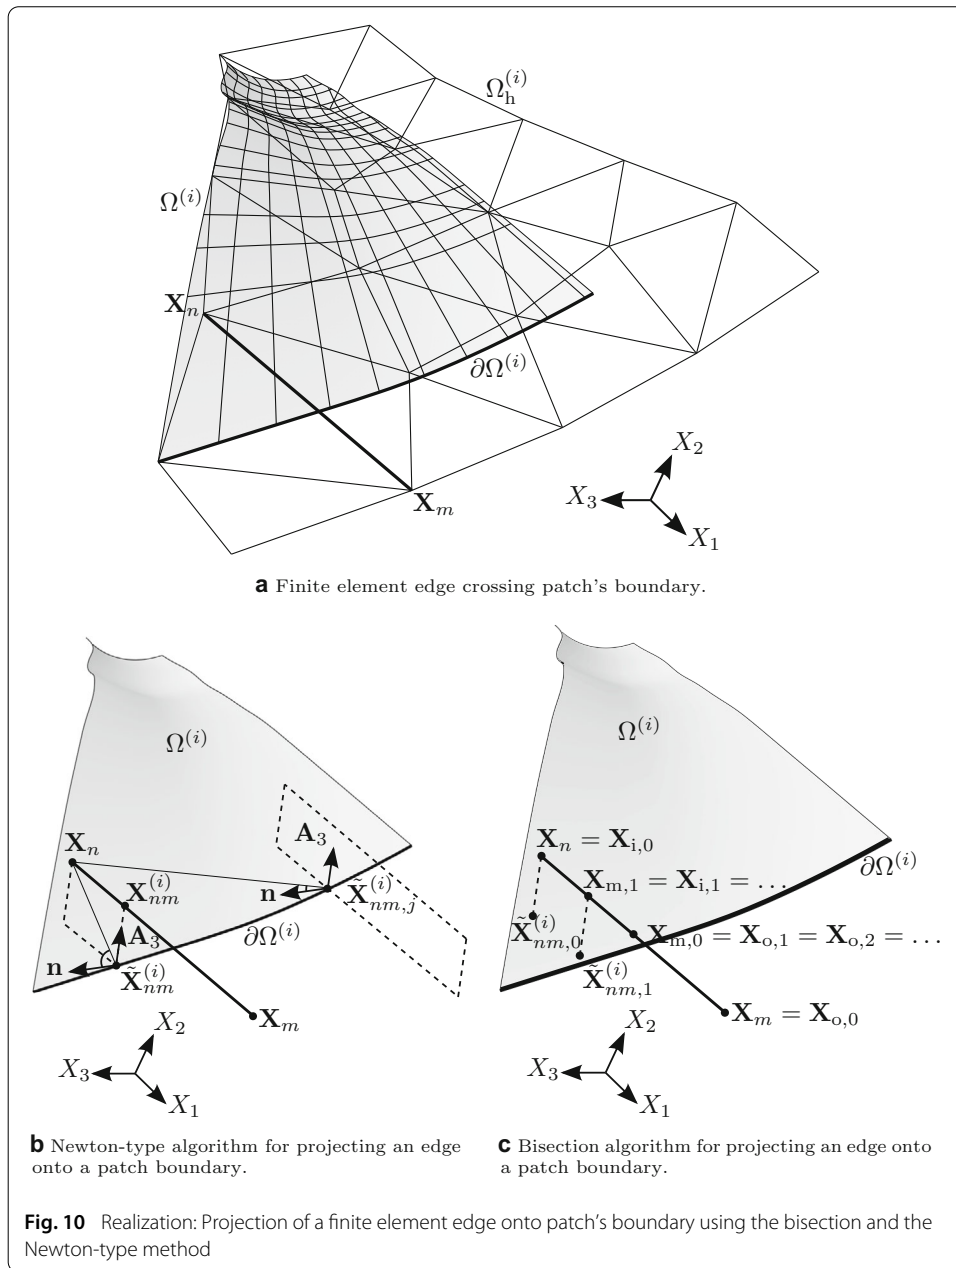 Ω_h^(i)
Ω^(i)
X_n
∂Ω^(i)
X_m
X_2
X_3
X_1
a Finite element edge crossing patch's boundary.
Ω^(i)
X_n
X_nm^(i)
A_3
n
X̃_nm^(i)
A_3
n
X̃_nm,j^(i)
∂Ω^(i)
X_m
X_2
X_3
X_1
b Newton-type algorithm for projecting an edge
onto a patch boundary.
Ω^(i)
X_n = X_i,0
∂Ω^(i)
X_m,1 = X_i,1 = ...
X̃_nm,0^(i)
X_m,0 = X_o,1 = X_o,2 = ...
X̃_nm,1^(i)
X_m = X_o,0
X_2
X_3
X_1
c Bisection algorithm for projecting an edge onto
a patch boundary.
Fig. 10 Realization: Projection of a finite element edge onto patch's boundary using the bisection and the
Newton-type method